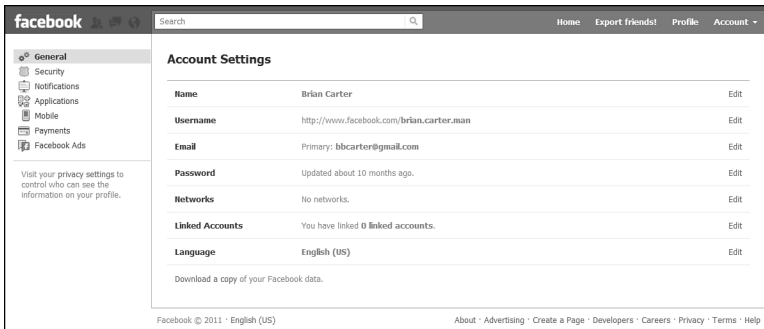 facebook Search Home Export friends! Profile Account
General
Security
Notifications
Applications
Mobile
Payments
Facebook Ads
Visit your privacy settings to
control who can see the
information on your profile.
Account Settings
Name Brian Carter Edit
Username http://www.facebook.com/brian.carter.man Edit
Email Primary: bbcarter@gmail.com Edit
Password Updated about 10 months ago. Edit
Networks No networks. Edit
Linked Accounts You have linked 0 linked accounts. Edit
Language English (US) Edit
Download a copy of your Facebook data.
Facebook © 2011 · English (US) About · Advertising · Create a Page · Developers · Careers · Privacy · Terms · Help